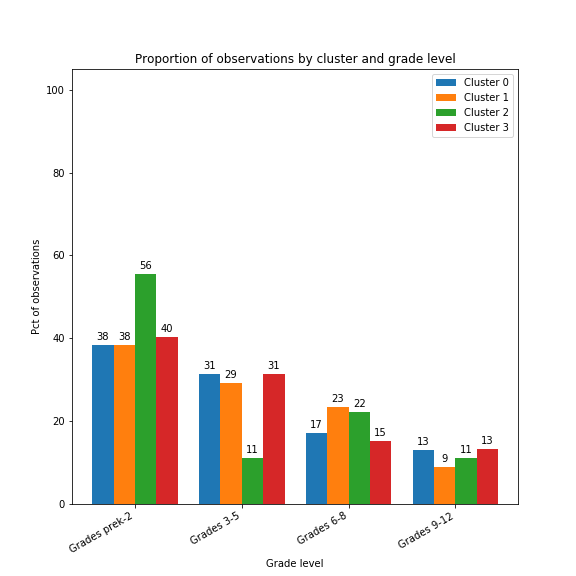 Proportion of observations by cluster and grade level
Cluster 0
Cluster 1
Cluster 2
Cluster 3
Pct of observations
100
80
60
40
20
0
38 38 56 40
31 29 11 31
17 23 22 15
13 9 11 13
Grades prek-2
Grades 3-5
Grades 6-8
Grades 9-12
Grade level